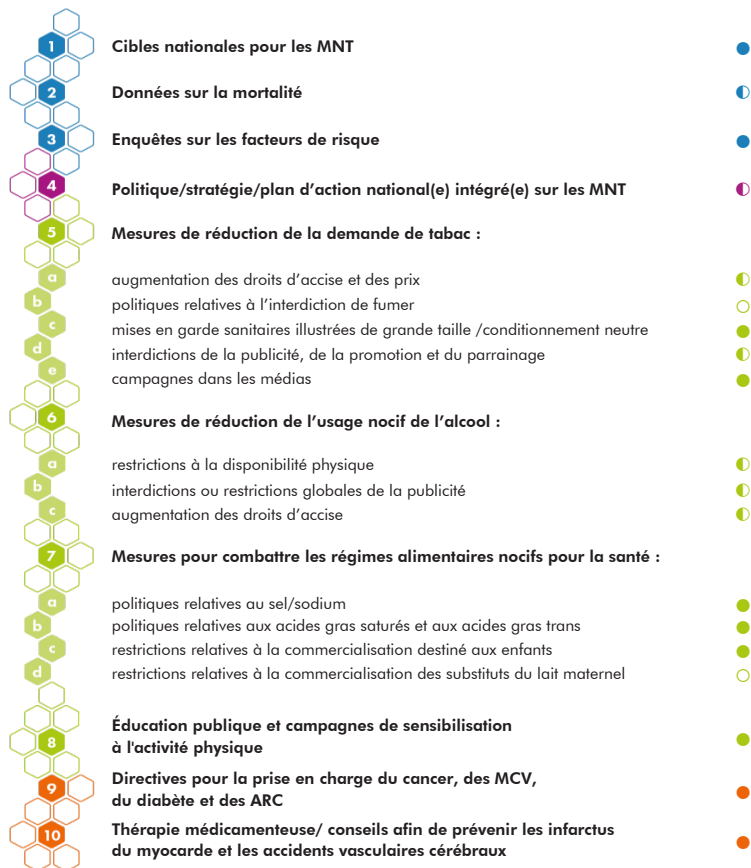 1 Cibles nationales pour les MNT
2 Données sur la mortalité
3 Enquêtes sur les facteurs de risque
4 Politique/stratégie/plan d’action national(e) intégré(e) sur les MNT
5 Mesures de réduction de la demande de tabac :
a augmentation des droits d’accise et des prix
b politiques relatives à l’interdiction de fumer
c mises en garde sanitaires illustrées de grande taille /conditionnement neutre
d interdictions de la publicité, de la promotion et du parrainage
e campagnes dans les médias
6 Mesures de réduction de l’usage nocif de l’alcool :
a restrictions à la disponibilité physique
b interdictions ou restrictions globales de la publicité
c augmentation des droits d’accise
7 Mesures pour combattre les régimes alimentaires nocifs pour la santé :
a politiques relatives au sel/sodium
b politiques relatives aux acides gras saturés et aux acides gras trans
c restrictions relatives à la commercialisation destiné aux enfants
d restrictions relatives à la commercialisation des substituts du lait maternel
8 Éducation publique et campagnes de sensibilisation
à l'activité physique
9 Directives pour la prise en charge du cancer, des MCV,
du diabète et des ARC
10 Thérapie médicamenteuse/ conseils afin de prévenir les infarctus
du myocarde et les accidents vasculaires cérébraux